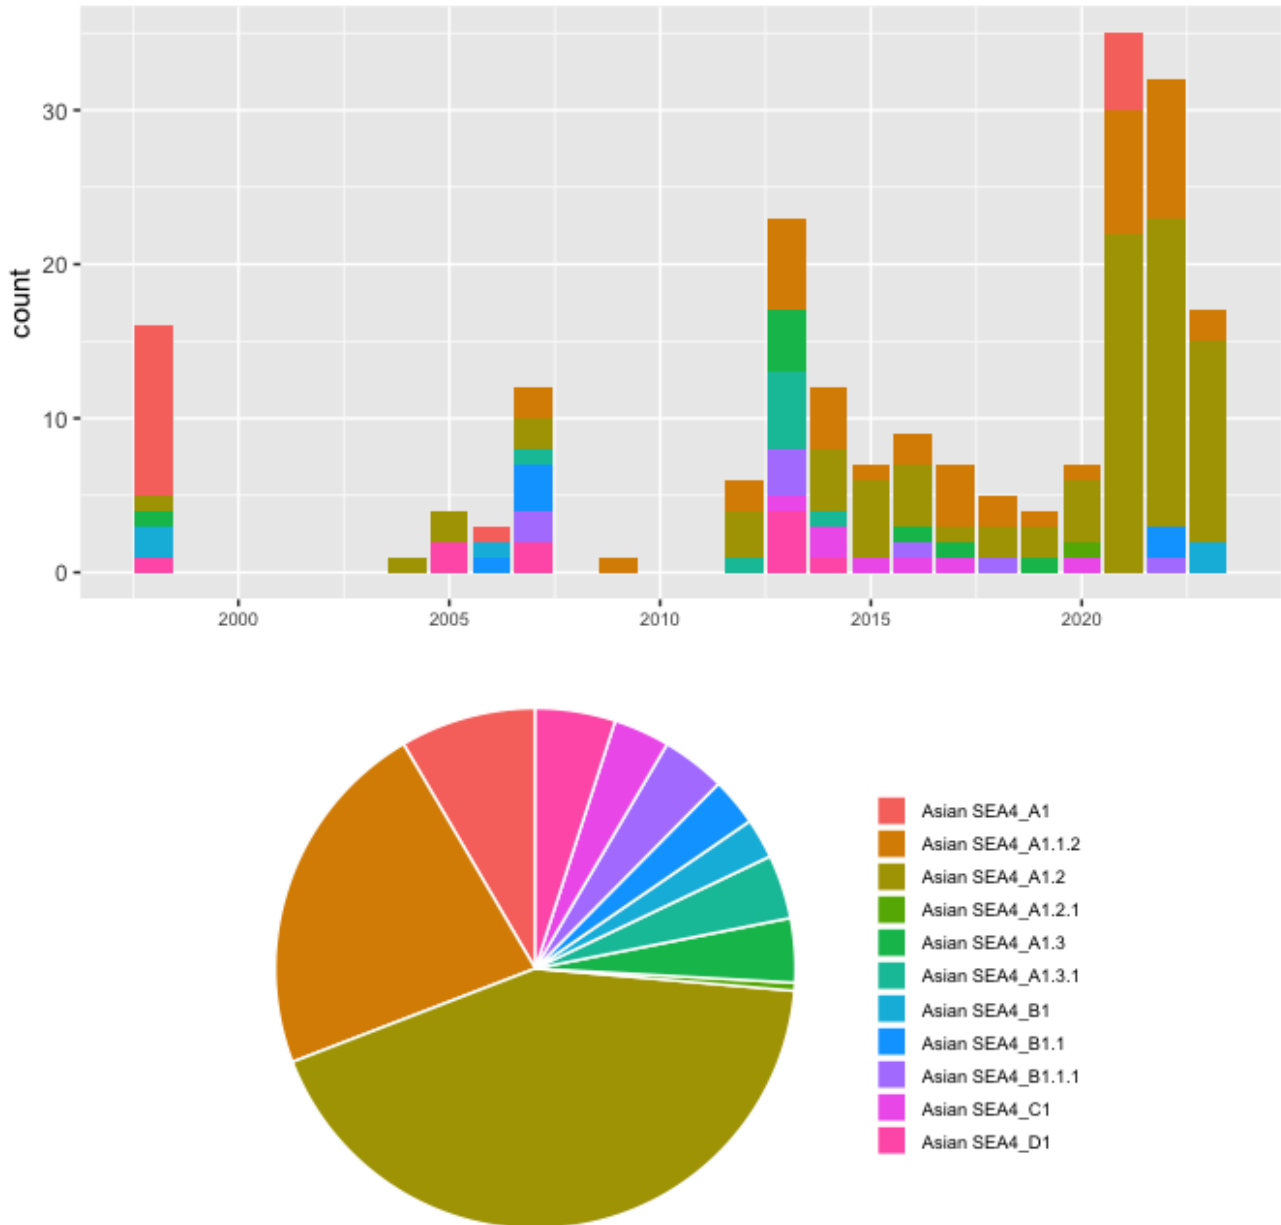 30
20
10
0
count
2000 2005 2010 2015 2020
Asian SEA4_A1
Asian SEA4_A1.1.2
Asian SEA4_A1.2
Asian SEA4_A1.2.1
Asian SEA4_A1.3
Asian SEA4_A1.3.1
Asian SEA4_B1
Asian SEA4_B1.1
Asian SEA4_B1.1.1
Asian SEA4_C1
Asian SEA4_D1